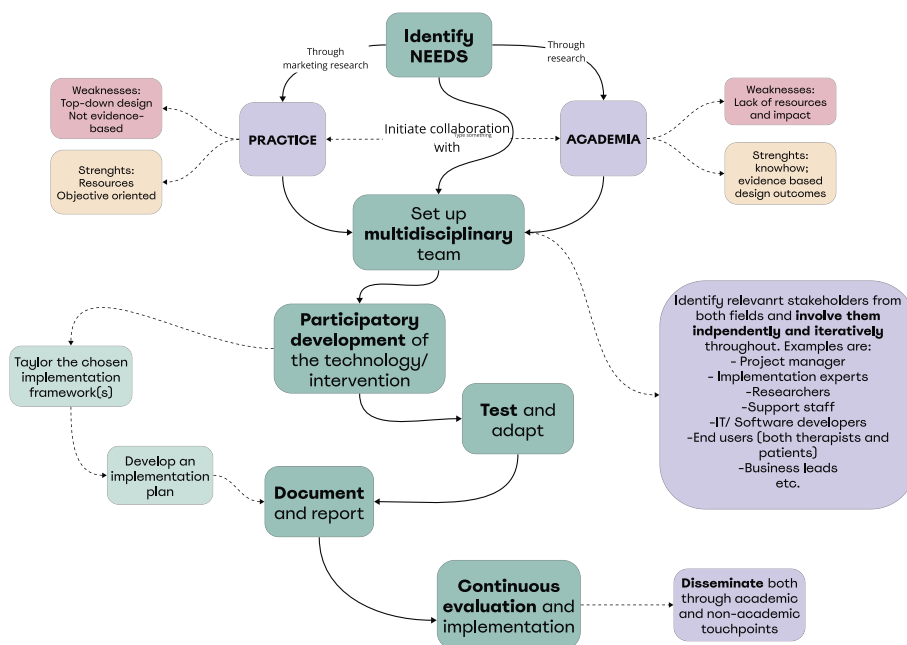 Identify
NEEDS
Through
marketing research
Through
research
Weaknesses:
Top-down design
Not evidence-
based
Strenghts:
Resources
Objective oriented
PRACTICE
Initiate collaboration
Type something
with
ACADEMIA
Weaknesses:
Lack of resources
and impact
Strenghts:
knowhow;
evidence based
design outcomes
Set up
multidisciplinary
team
Identify relevanrt stakeholders from
both fields and involve them
indpendently and iteratively
throughout. Examples are:
- Project manager
- Implementation experts
-Researchers
- Support staff
-IT/ Software developers
-End users (both therapists and
patients)
-Business leads
etc.
Participatory
development of
the technology/
intervention
Taylor the chosen
implementation
framework(s)
Test and
adapt
Develop an
implementation
plan
Document
and report
Continuous
evaluation and
implementation
Disseminate both
through academic
and non-academic
touchpoints